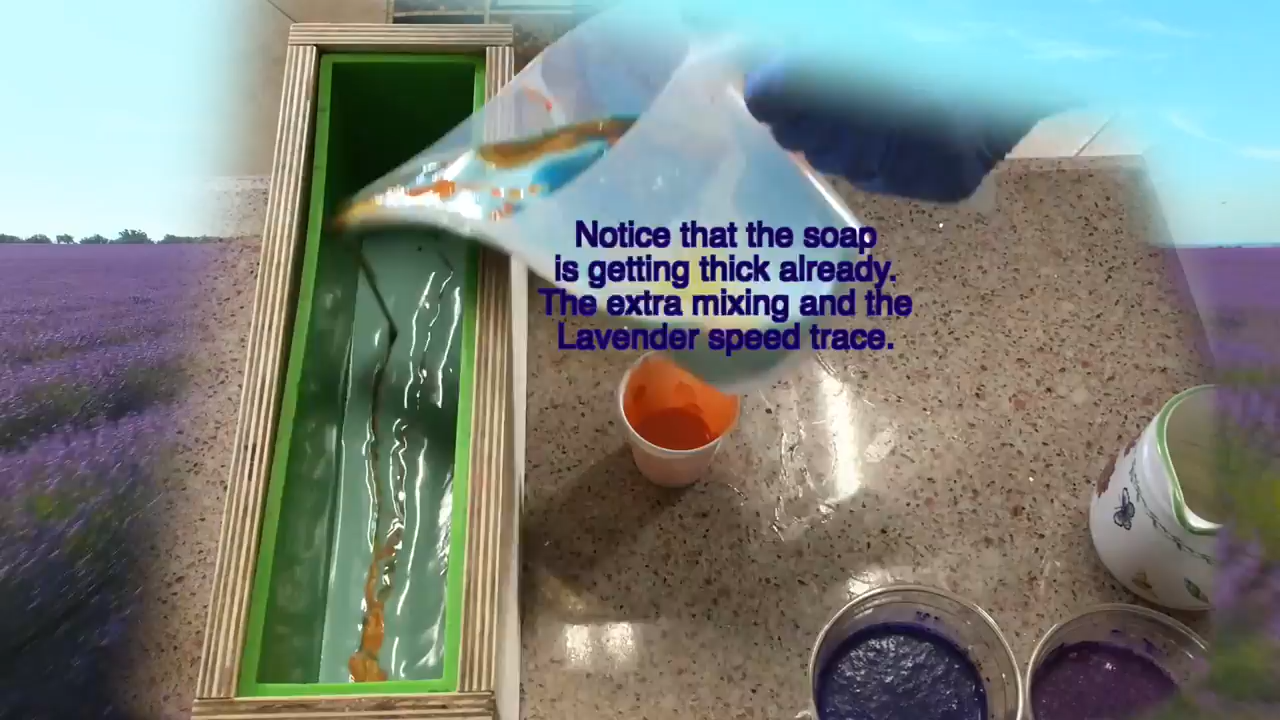 Notice that the soap
is getting thick already.
The extra mixing and the
Lavender speed trace.